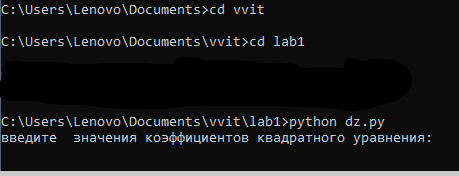 C:\Users\Lenovo\Documents>cd vvit
C:\Users\Lenovo\Documents\vvit>cd lab1
C:\Users\Lenovo\Documents\vvit\lab1>python dz.py
введите  значения коэффициентов квадратного уравнения: